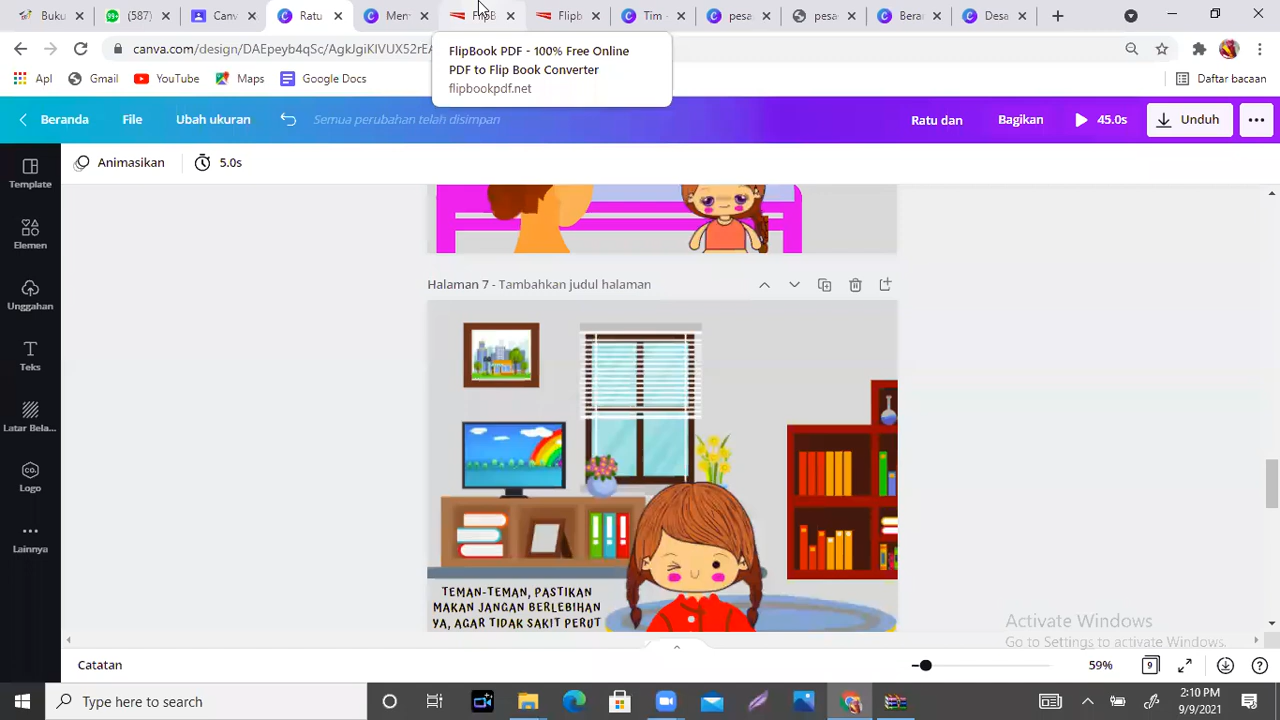 Buku
(587)
Canv
Ratu
Men
FlipB
Flipb
Tim -
pesa
pesa
Bera
Desa
canva.com/design/DAEpeyb4qSc/AgkJgiKlVUX52rEA
FlipBook PDF - 100% Free Online
PDF to Flip Book Converter
flipbookpdf.net
Apl
Gmail
YouTube
Maps
Google Docs
Daftar bacaan
Beranda
File
Ubah ukuran
Semua perubahan telah disimpan
Ratu dan
Bagikan
45.0s
Unduh
Animasikan
5.0s
Template
Elemen
Unggahan
Teks
Latar Bela...
CO.
Logo
Lainnya
Halaman 7 - Tambahkan judul halaman
TEMAN-TEMAN, PASTIKAN
MAKAN JANGAN BERLEBIHAN
YA, AGAR TIDAK SAKIT PERUT
Activate Windows
Go to Settings to activate Windows.
Catatan
59%
9
Type here to search
2:10 PM
9/9/2021